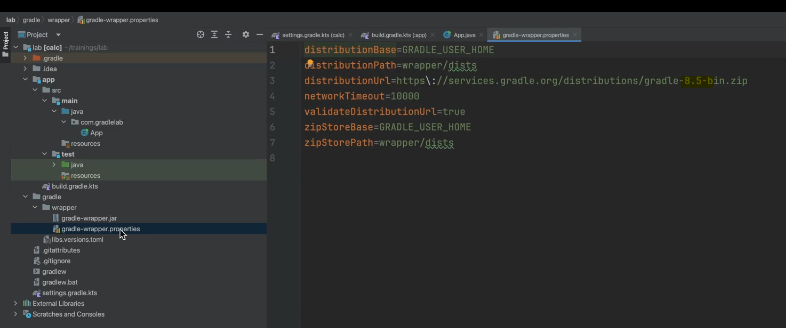 lab gradle wrapper gradle-wrapper.properties
Project
Project
settings.gradle.kts (calc)
build.gradle.kts (:app)
App.java
gradle-wrapper.properties
lab [calc] ~/trainings/lab
.gradle
.idea
app
src
main
java
com.gradlelab
App
resources
test
java
resources
build.gradle.kts
gradle
wrapper
gradle-wrapper.jar
gradle-wrapper.properties
libs.versions.toml
.gitattributes
.gitignore
gradlew
gradlew.bat
settings.gradle.kts
External Libraries
Scratches and Consoles
1 distributionBase=GRADLE_USER_HOME
2 distributionPath=wrapper/dists
3 distributionUrl=https\://services.gradle.org/distributions/gradle-8.5-bin.zip
4 networkTimeout=10000
5 validateDistributionUrl=true
6 zipStoreBase=GRADLE_USER_HOME
7 zipStorePath=wrapper/dists
8